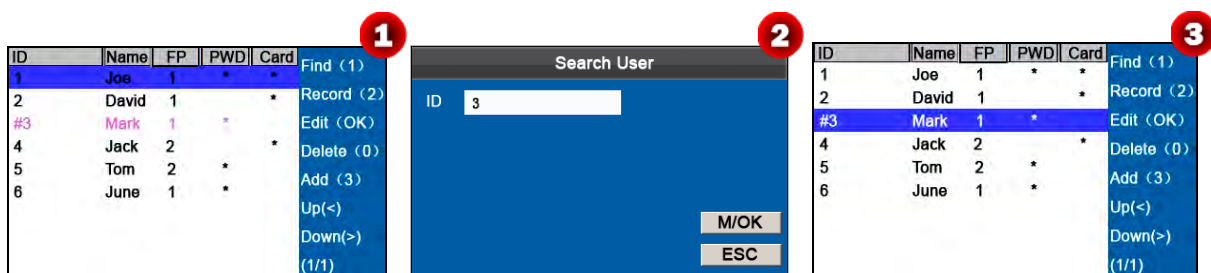 1
ID Name FP PWD Card
1 Joe 1 * *
2 David 1 *
#3 Mark 1 *
4 Jack 2 *
5 Tom 2 *
6 June 1 *
Find (1)
Record (2)
Edit (OK)
Delete (0)
Add (3)
Up(<)
Down(>)
(1/1)
2
Search User
ID 3
M/OK
ESC
3
ID Name FP PWD Card
1 Joe 1 * *
2 David 1 *
#3 Mark 1 *
4 Jack 2 *
5 Tom 2 *
6 June 1 *
Find (1)
Record (2)
Edit (OK)
Delete (0)
Add (3)
Up(<)
Down(>)
(1/1)